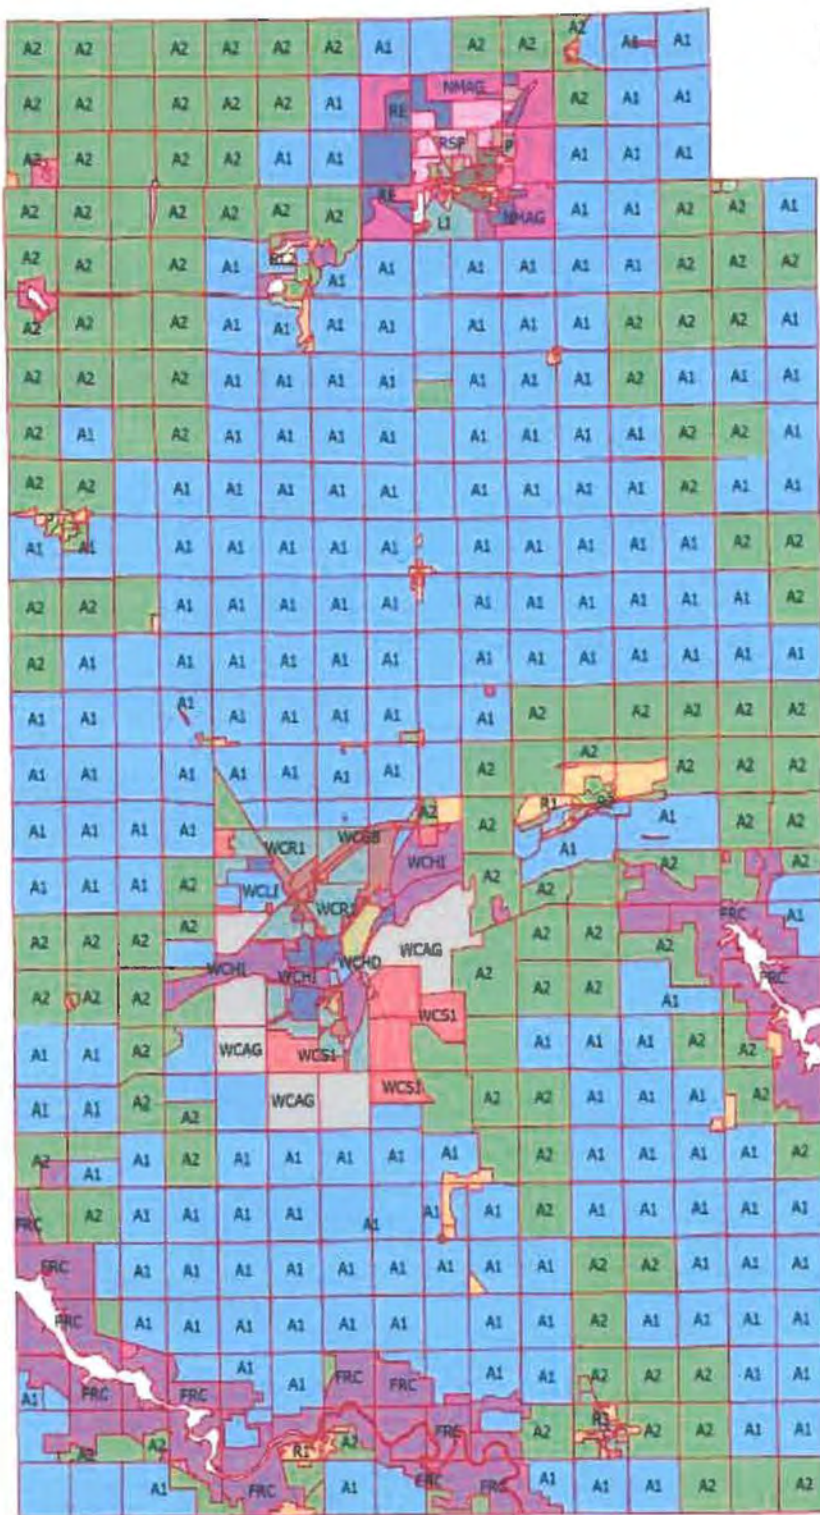 A2 A2 A2 A2 A2 A2 A1 A2 A2 A2 A1 A1
A2 A2 A2 A2 A2 A1 NMAG A2 A1 A1
RE
A2 A2 A2 A2 A1 A1 RSP P A1 A1 A1
A2 A2 A2 A2 A2 A2 RE LI NMAG A1 A1 A2 A2 A1
A2 A2 A2 A1 A1 A1 A1 A1 A1 A1 A2 A2 A2
A2 A2 A2 A1 A1 A1 A1 A1 A1 A1 A2 A2 A2 A1
A2 A2 A2 A1 A1 A1 A1 A1 A1 A1 A2 A1 A1 A1
A2 A1 A2 A1 A1 A1 A1 A1 A1 A1 A1 A2 A2 A1
A2 A2 A1 A1 A1 A1 A1 A1 A1 A1 A1 A2 A1 A1
A1 A1 A1 A1 A1 A1 A1 A1 A1 A1 A1 A1 A2 A2
A2 A2 A1 A1 A1 A1 A1 A1 A1 A1 A1 A1 A1 A2
A2 A1 A1 A1 A1 A1 A1 A1 A1 A1 A1 A1 A1 A1
A1 A1 A1 A1 A1 A1 A1 A1 A2 A2 A2 A2 A2
A1 A1 A1 A1 A1 A1 A1 A2 A2 A2 A2 A2
A1 A1 A1 A1 WCR1 WCGB A2 A2 R1 A1 A1 A2 A2
A1 A1 A1 A2 WCLI WCR1 WCHI A2 A2 A2 A2
A2 A2 A2 A2 WCHI WCHI WCHD WCAG A2 A2 A2 FRC A1
A2 A2 A2 WCS1 A2 A2 A2 A1 FRC
A1 A1 A2 WCAG WCS1 A1 A1 A1 A2 A2
A1 A1 A2 A2 WCAG WCS1 A2 A2 A1 A1 A1 A2
A2 A1 A1 A2 A1 A1 A1 A1 A1 A2 A1 A1 A1 A1 A2
FRC A2 A1 A1 A1 A1 A1 A1 A1 A2 A1 A1 A1 A1
FRC A1 A1 A1 A1 A1 A1 A1 A1 A1 A2 A2 A1 A1 A1
FRC A1 A1 A1 A1 A1 A1 A1 A1 A2 A1 A1 A1 A1
A1 FRC FRC A1 A1 FRC FRC A1 A1 A2 A2 A2 A1 A1
A2 A2 R1 A2 A2 R3 A2 A2 A1 A1
A1 FRC A1 FRC FRC A1 A1 A1 A2 A2